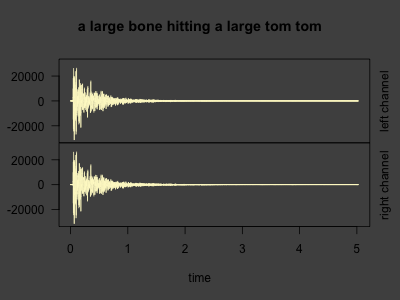 a large bone hitting a large tom tom
20000
0
-20000
left channel
20000
0
-20000
right channel
0 1 2 3 4 5
time